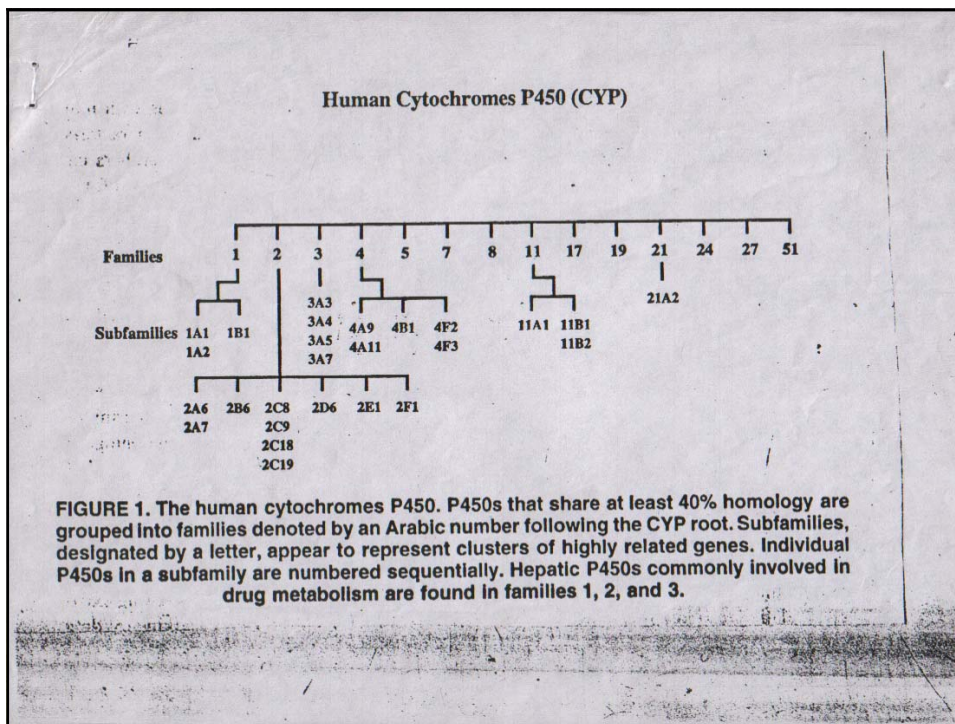 Human Cytochromes P450 (CYP)
Families 1 2 3 4 5 7 8 11 17 19 21 24 27 51
Subfamilies 1A1 1B1 3A3 4A9 4B1 4F2 11A1 11B1 21A2
1A2 3A4 4A11 4F3 11B2
3A5
3A7
2A6 2B6 2C8 2D6 2E1 2F1
2A7 2C9
2C18
2C19
FIGURE 1. The human cytochromes P450. P450s that share at least 40% homology are
grouped into families denoted by an Arabic number following the CYP root. Subfamilies,
designated by a letter, appear to represent clusters of highly related genes. Individual
P450s in a subfamily are numbered sequentially. Hepatic P450s commonly involved in
drug metabolism are found in families 1, 2, and 3.